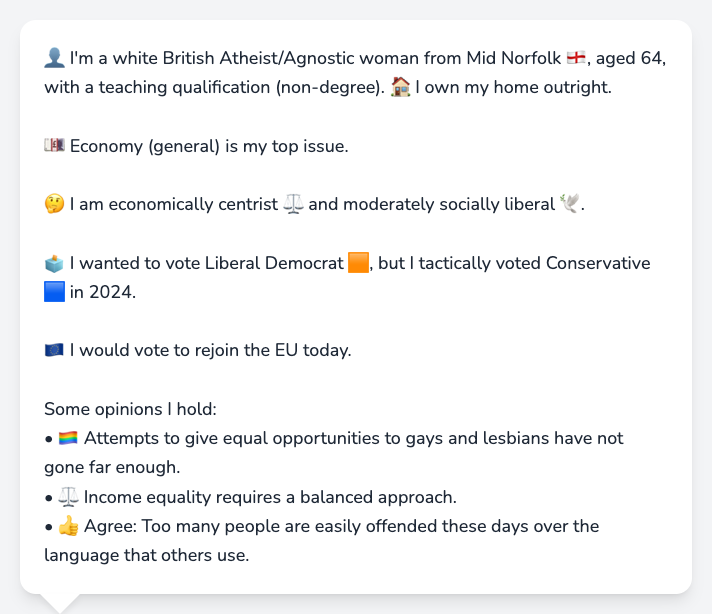 👤 I'm a white British Atheist/Agnostic woman from Mid Norfolk 🏴󠁧󠁢󠁥󠁮󠁧󠁿, aged 64,
with a teaching qualification (non-degree). 🏠 I own my home outright.
💷 Economy (general) is my top issue.
🤔 I am economically centrist ⚖️ and moderately socially liberal 🕊️.
🗳️ I wanted to vote Liberal Democrat 🟧, but I tactically voted Conservative
🟦 in 2024.
🇪🇺 I would vote to rejoin the EU today.
Some opinions I hold:
• 🏳️‍🌈 Attempts to give equal opportunities to gays and lesbians have not
gone far enough.
• ⚖️ Income equality requires a balanced approach.
• 👍 Agree: Too many people are easily offended these days over the
language that others use.